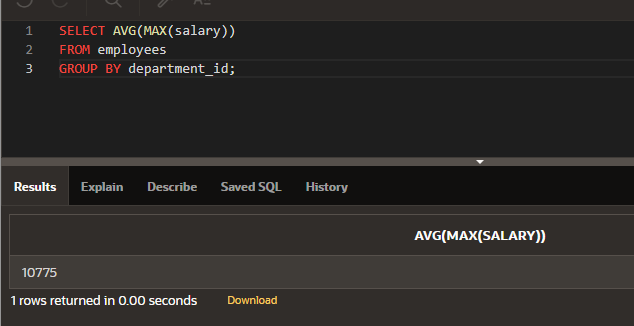 1 SELECT AVG(MAX(salary))
2 FROM employees
3 GROUP BY department_id;
Results Explain Describe Saved SQL History
AVG(MAX(SALARY))
10775
1 rows returned in 0.00 seconds Download